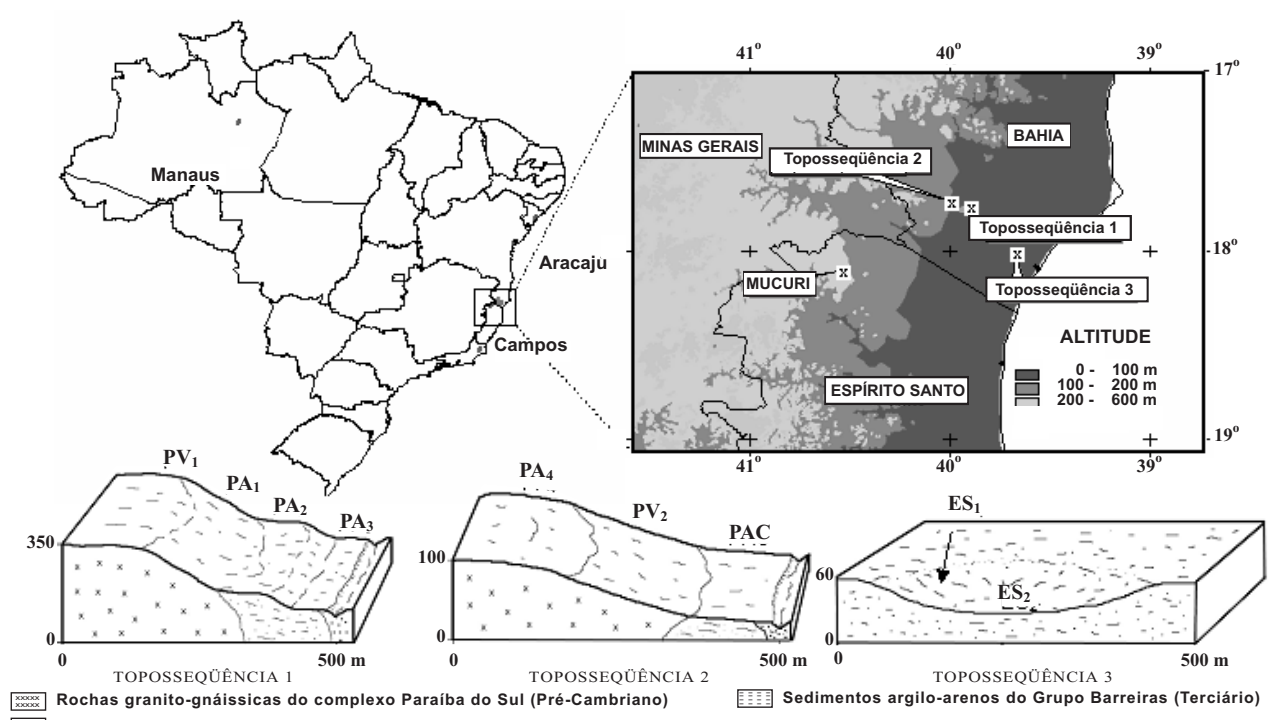 41° 40° 39°
17°
MINAS GERAIS
BAHIA
Toposseqüência 2
Manaus
Toposseqüência 1
18°
Aracaju
MUCURI
Toposseqüência 3
Campos
ALTITUDE
0 - 100 m
100 - 200 m
200 - 600 m
ESPÍRITO SANTO
19°
41° 40° 39°
x
x
x
x
PV1
PA1
PA2
PA3
350
0
0 500 m
TOPOSSEQÜÊNCIA 1
PA4
PV2
PAC
100
0
0 500 m
TOPOSSEQÜÊNCIA 2
ES1
ES2
60
0
0 500 m
TOPOSSEQÜÊNCIA 3
Rochas granito-gnáissicas do complexo Paraíba do Sul (Pré-Cambriano)
Sedimentos argilo-arenos do Grupo Barreiras (Terciário)